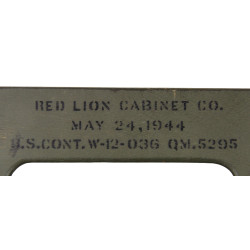 RED LION CABINET CO.
MAY 24, 1944
U.S. CONT. W-12-036 QM. 5295